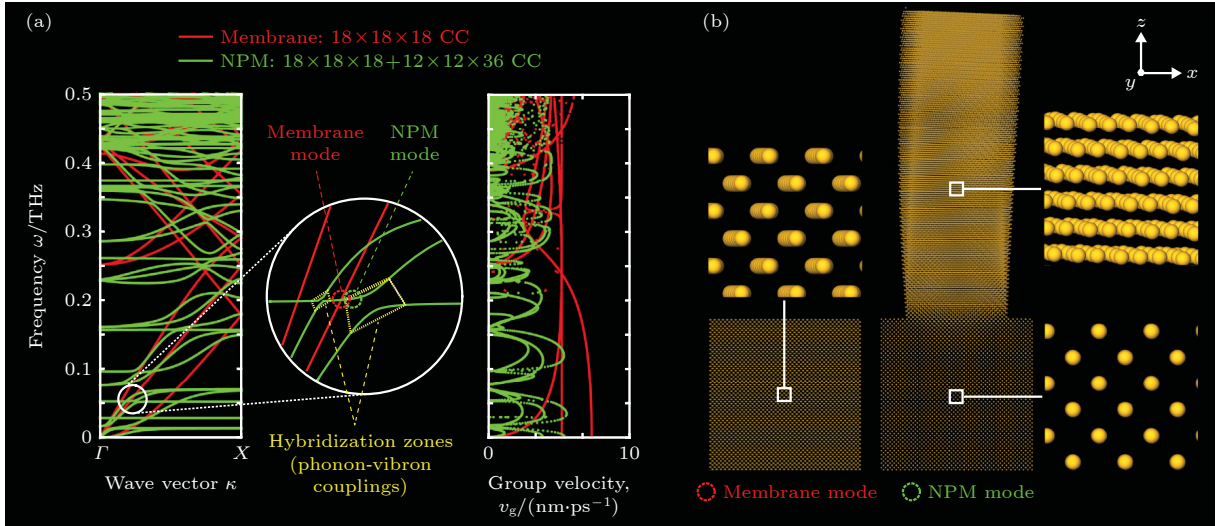 (a)
Membrane: 18×18×18 CC
NPM: 18×18×18+12×12×36 CC
Frequency ω/THz
0.5
0.4
0.3
0.2
0.1
0
Γ
X
Wave vector κ
Membrane
mode
NPM
mode
Hybridization zones
(phonon-vibron
couplings)
0
10
Group velocity,
v_g/(nm·ps⁻¹)
(b)
z
y
x
Membrane mode
NPM mode